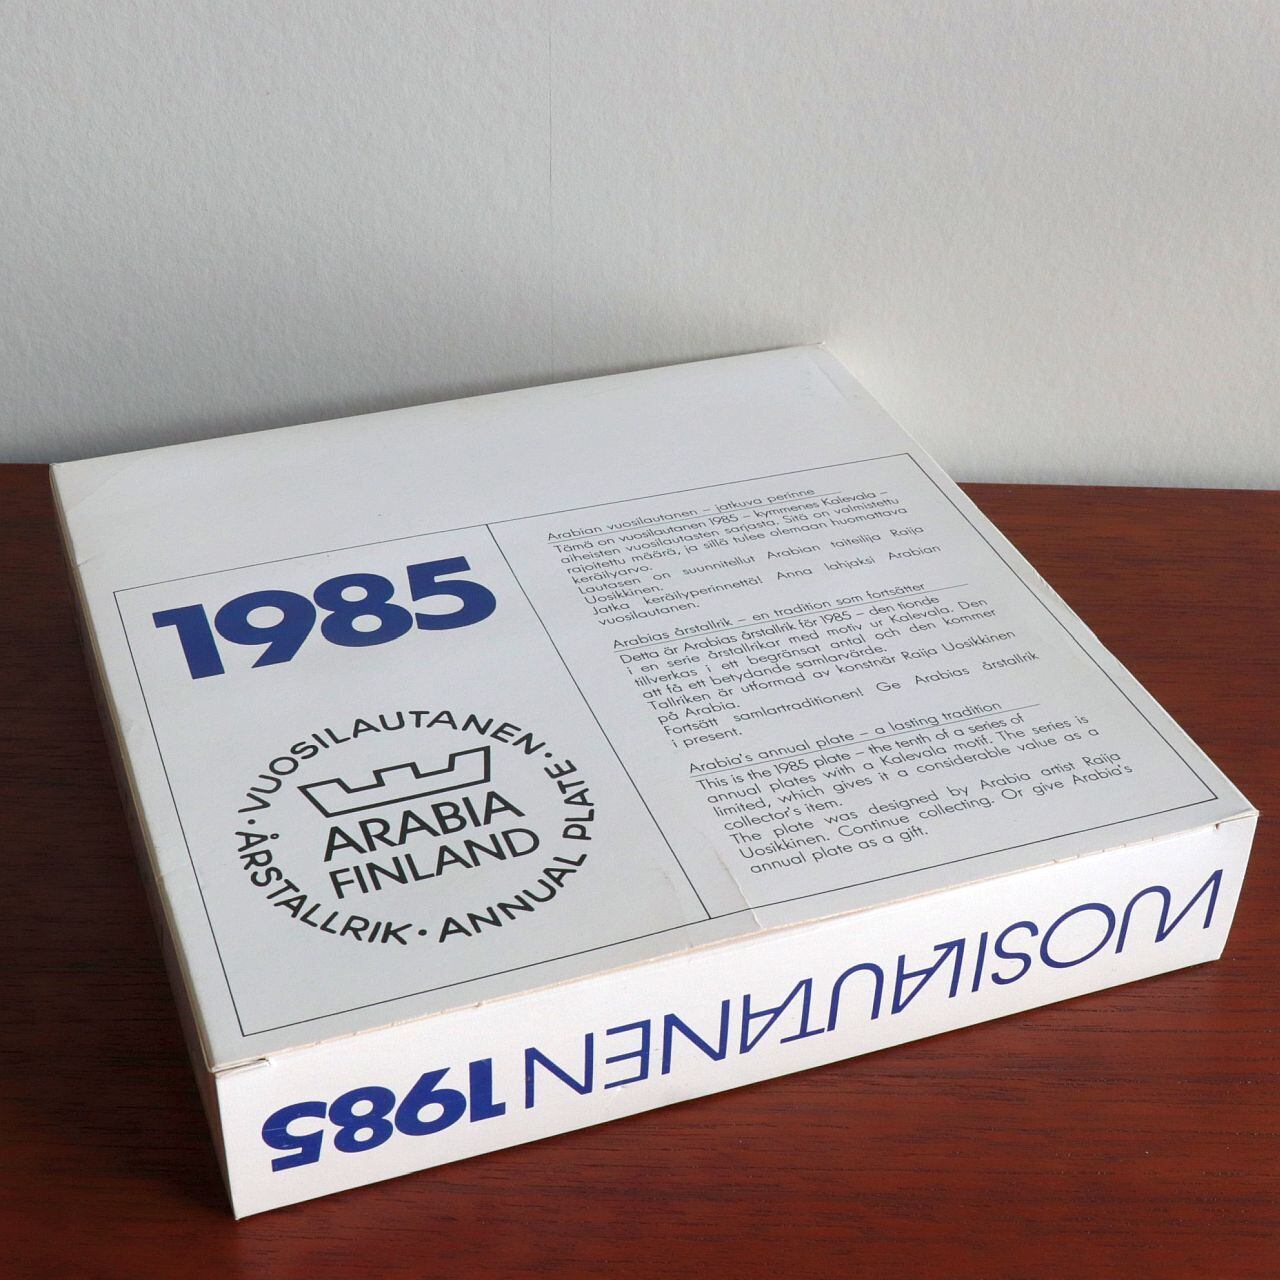 1985
VUOSILAUTANEN · ANNUAL PLATE · ÅRSTALLRIK ·
ARABIA
FINLAND
Arabian vuosilautanen – jatkuva perinne
Tämä on vuosilautanen 1985 – kymmenes Kalevala –
aiheisten vuosilautasten sarjasta. Sitä on valmistettu
rajoitettu määrä, ja sillä tulee olemaan huomattava
keräilyarvo.
Lautasen on suunnitellut Arabian taiteilija Raija
Uosikkinen.
Jatka keräilyperinnettä! Anna lahjaksi Arabian
vuosilautanen.
Arabias årstallrik – en tradition som fortsätter
Detta är Arabias årstallrik för 1985 – den tionde
i en serie årstallrikar med motiv ur Kalevala. Den
tillverkas i ett begränsat antal och den kommer
att få ett betydande samlarvärde.
Tallriken är utformad av konstnär Raija Uosikkinen
på Arabia.
Fortsätt samlartraditionen! Ge Arabias årstallrik
i present.
Arabia's annual plate – a lasting tradition
This is the 1985 plate – the tenth of a series of
annual plates with a Kalevala motif. The series is
limited, which gives it a considerable value as a
collector's item.
The plate was designed by Arabia artist Raija
Uosikkinen. Continue collecting. Or give Arabia's
annual plate as a gift.
VUOSILAUTANEN 1985